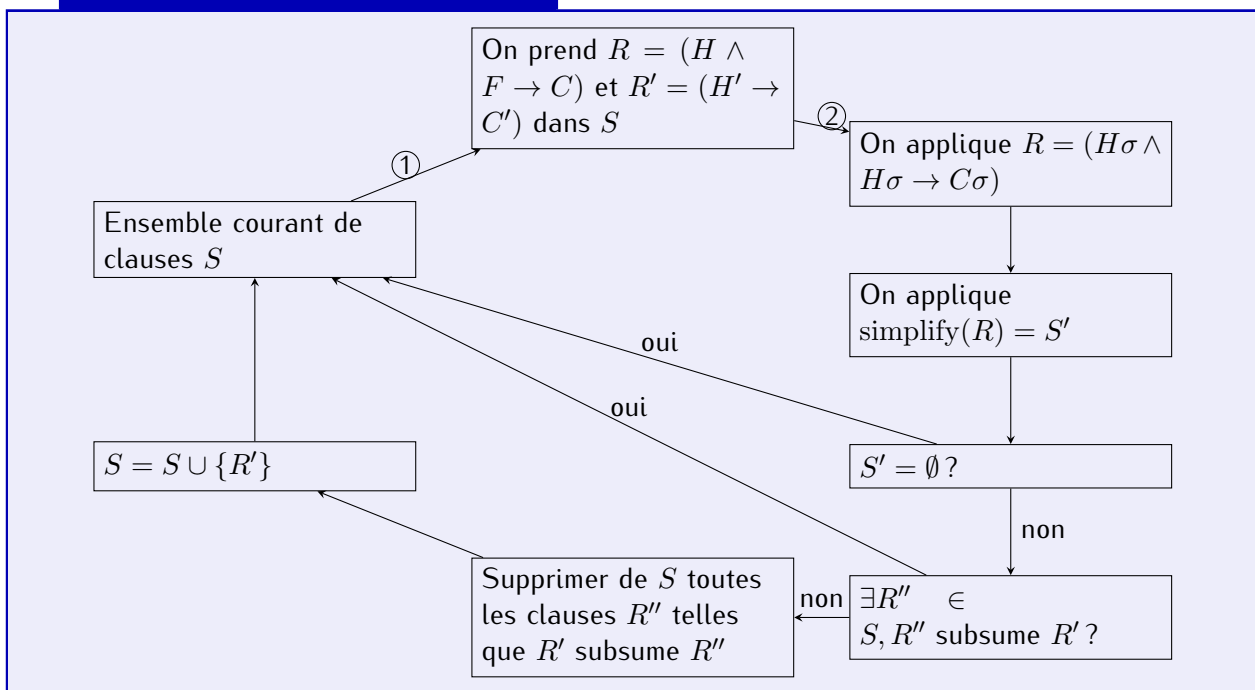 On prend R = (H ∧
F → C) et R′ = (H′ →
C′) dans S
①
②
On applique R = (Hσ ∧
Hσ → Cσ)
Ensemble courant de
clauses S
On applique
simplify(R) = S′
oui
oui
S = S ∪ {R′}
S′ = ∅ ?
non
Supprimer de S toutes
les clauses R″ telles
que R′ subsume R″
non
∃R″ ∈
S, R″ subsume R′ ?